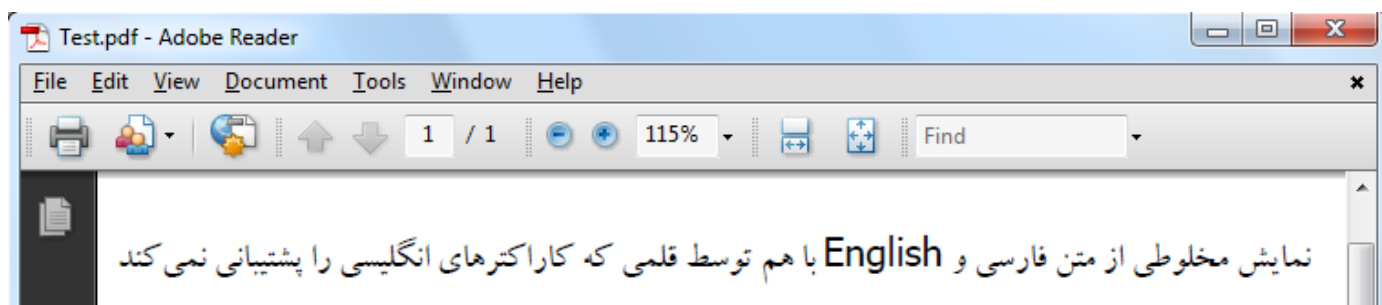 Test.pdf - Adobe Reader
File Edit View Document Tools Window Help
1 / 1 115% Find
نمایش مخلوطی از متن فارسی و English با هم توسط قلمی که کاراکترهای انگلیسی را پشتیبانی نمی‌کند